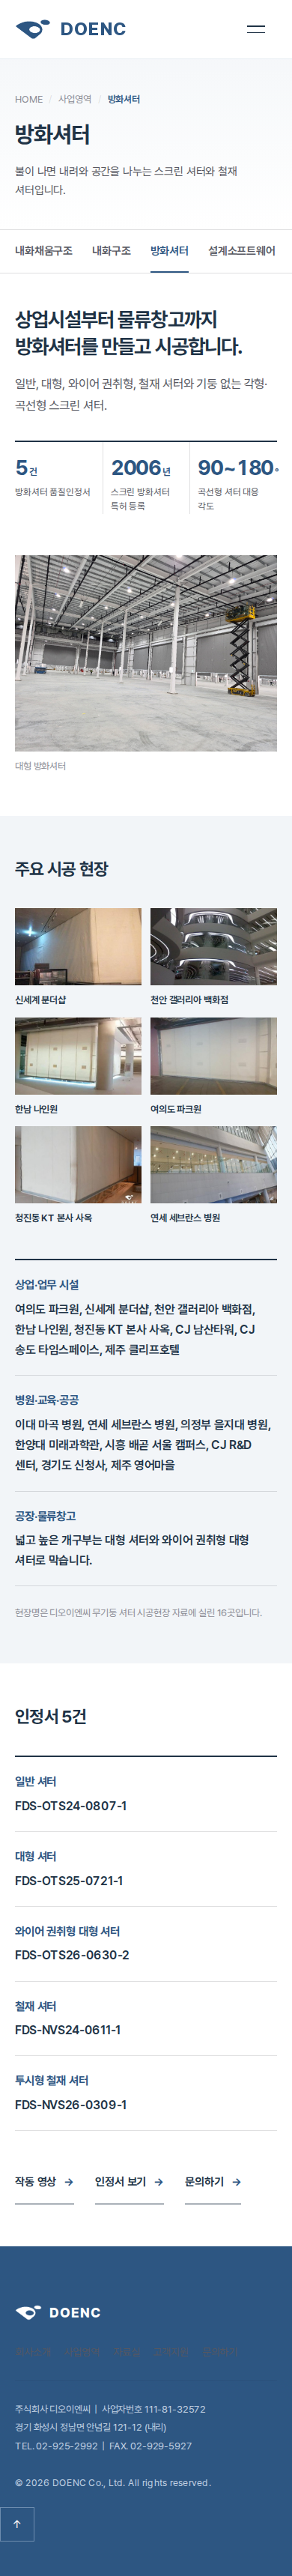 DOENC
HOME / 사업영역 / 방화셔터
방화셔터
불이 나면 내려와 공간을 나누는 스크린 셔터와 철재
셔터입니다.
내화채움구조 내화구조 방화셔터 설계소프트웨어
상업시설부터 물류창고까지
방화셔터를 만들고 시공합니다.
일반, 대형, 와이어 권취형, 철재 셔터와 기둥 없는 각형·
곡선형 스크린 셔터.
5건 2006년 90~180°
방화셔터 품질인정서 스크린 방화셔터 곡선형 셔터 대응
특허 등록 각도
대형 방화셔터
주요 시공 현장
신세계 분더샵 천안 갤러리아 백화점
한남 나인원 여의도 파크원
청진동 KT 본사 사옥 연세 세브란스 병원
상업·업무 시설
여의도 파크원, 신세계 분더샵, 천안 갤러리아 백화점,
한남 나인원, 청진동 KT 본사 사옥, CJ 남산타워, CJ
송도 타임스페이스, 제주 클리프호텔
병원·교육·공공
이대 마곡 병원, 연세 세브란스 병원, 의정부 을지대 병원,
한양대 미래과학관, 시흥 배곧 서울 캠퍼스, CJ R&D
센터, 경기도 신청사, 제주 영어마을
공장·물류창고
넓고 높은 개구부는 대형 셔터와 와이어 권취형 대형
셔터로 막습니다.
현장명은 디오이엔씨 무기둥 셔터 시공현장 자료에 실린 16곳입니다.
인정서 5건
일반 셔터
FDS-OTS24-0807-1
대형 셔터
FDS-OTS25-0721-1
와이어 권취형 대형 셔터
FDS-OTS26-0630-2
철재 셔터
FDS-NVS24-0611-1
투시형 철재 셔터
FDS-NVS26-0309-1
작동 영상 → 인정서 보기 → 문의하기 →
DOENC
주식회사 디오이엔씨 | 사업자번호 111-81-32572
경기 화성시 정남면 안녕길 121-12 (내리)
TEL. 02-925-2992 | FAX. 02-929-5927
© 2026 DOENC Co., Ltd. All rights reserved.
↑